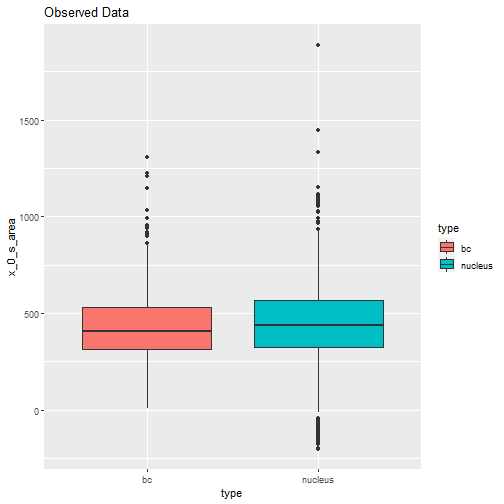 Observed Data
x_0_s_area
1500
1000
500
0
bc
nucleus
type
type
bc
nucleus